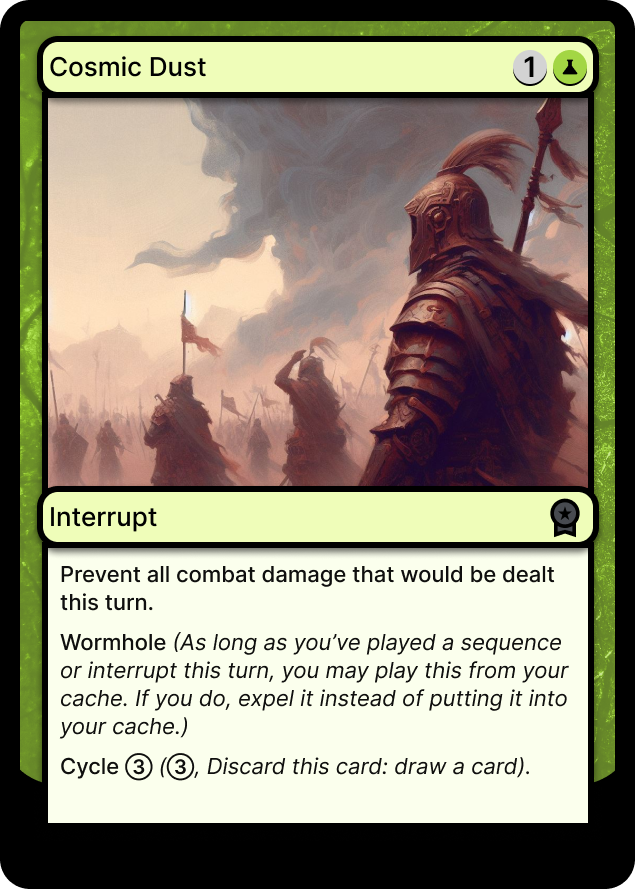 Cosmic Dust 1
Interrupt
Prevent all combat damage that would be dealt
this turn.
Wormhole (As long as you’ve played a sequence
or interrupt this turn, you may play this from your
cache. If you do, expel it instead of putting it into
your cache.)
Cycle ③ (③, Discard this card: draw a card).